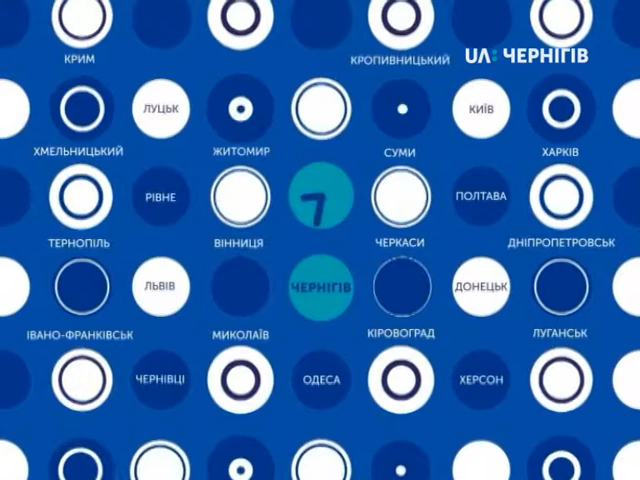 UA: ЧЕРНІГІВ
КРИМ
КРОПИВНИЦЬКИЙ
ЛУЦЬК
КИЇВ
ХМЕЛЬНИЦЬКИЙ
ЖИТОМИР
СУМИ
ХАРКІВ
РІВНЕ
ПОЛТАВА
ТЕРНОПІЛЬ
ВІННИЦЯ
ЧЕРКАСИ
ДНІПРОПЕТРОВСЬК
ЛЬВІВ
ЧЕРНІГІВ
ДОНЕЦЬК
ІВАНО-ФРАНКІВСЬК
МИКОЛАЇВ
КІРОВОГРАД
ЛУГАНСЬК
ЧЕРНІВЦІ
ОДЕСА
ХЕРСОН